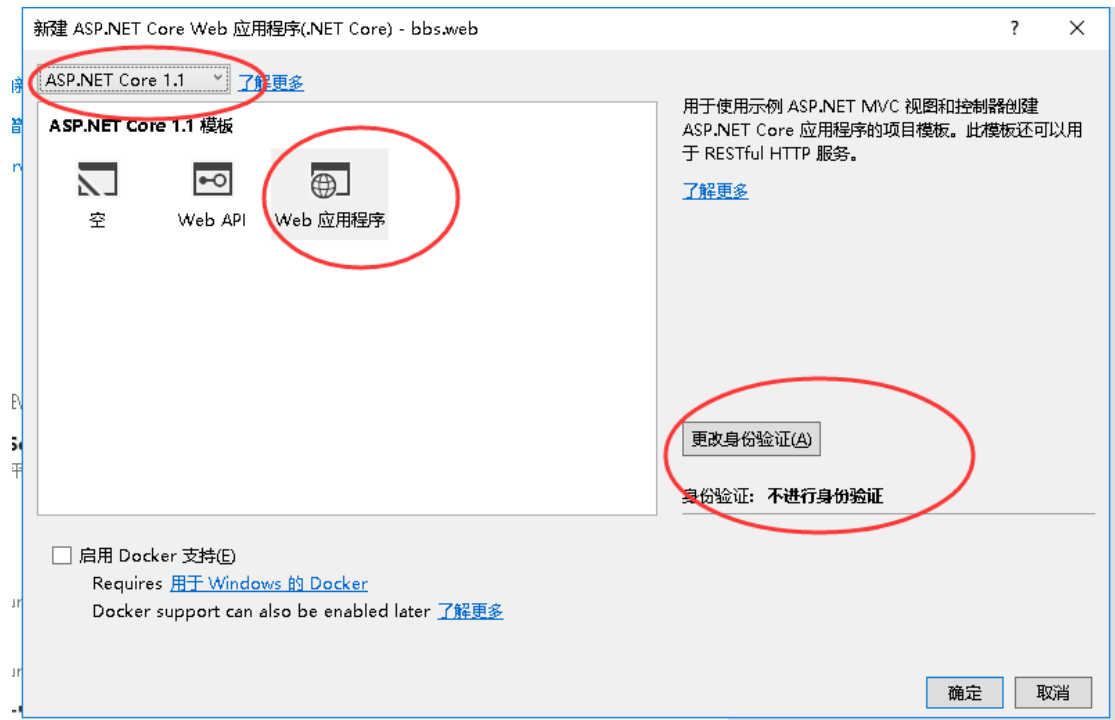 新建 ASP.NET Core Web 应用程序(.NET Core) - bbs.web
ASP.NET Core 1.1 了解更多
ASP.NET Core 1.1 模板
空
Web API
Web 应用程序
用于使用示例 ASP.NET MVC 视图和控制器创建
ASP.NET Core 应用程序的项目模板。此模板还可以用
于 RESTful HTTP 服务。
了解更多
更改身份验证(A)
身份验证: 不进行身份验证
启用 Docker 支持(E)
Requires 用于 Windows 的 Docker
Docker support can also be enabled later 了解更多
确定
取消